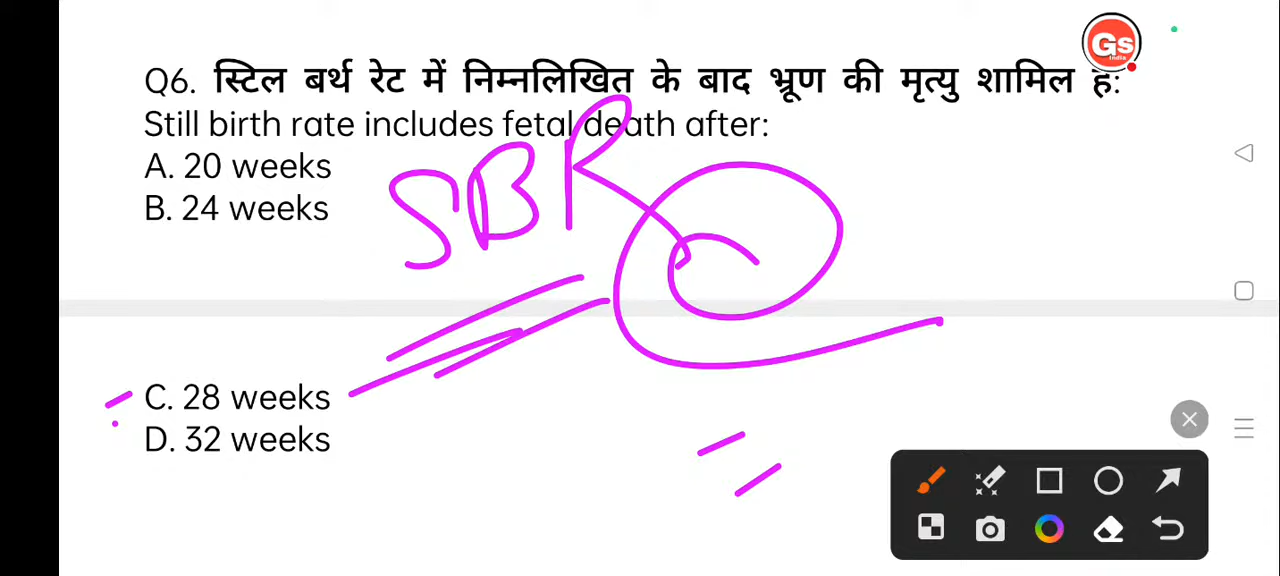 Gs
India
Q6. स्टिल बर्थ रेट में निम्नलिखित के बाद भ्रूण की मृत्यु शामिल है:
Still birth rate includes fetal death after:
A. 20 weeks
B. 24 weeks
SBR
C. 28 weeks
D. 32 weeks